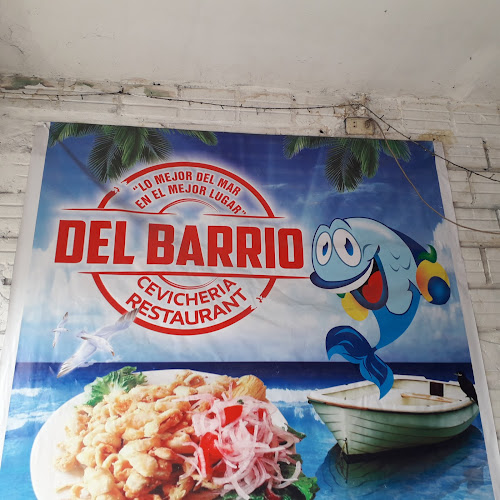 "LO MEJOR DEL MAR
EN EL MEJOR LUGAR"
DEL BARRIO
CEVICHERIA
RESTAURANT